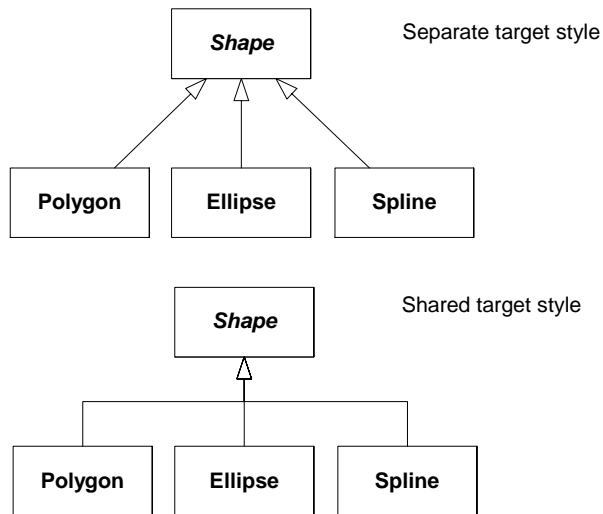 Shape
Separate target style
Polygon
Ellipse
Spline
Shape
Shared target style
Polygon
Ellipse
Spline